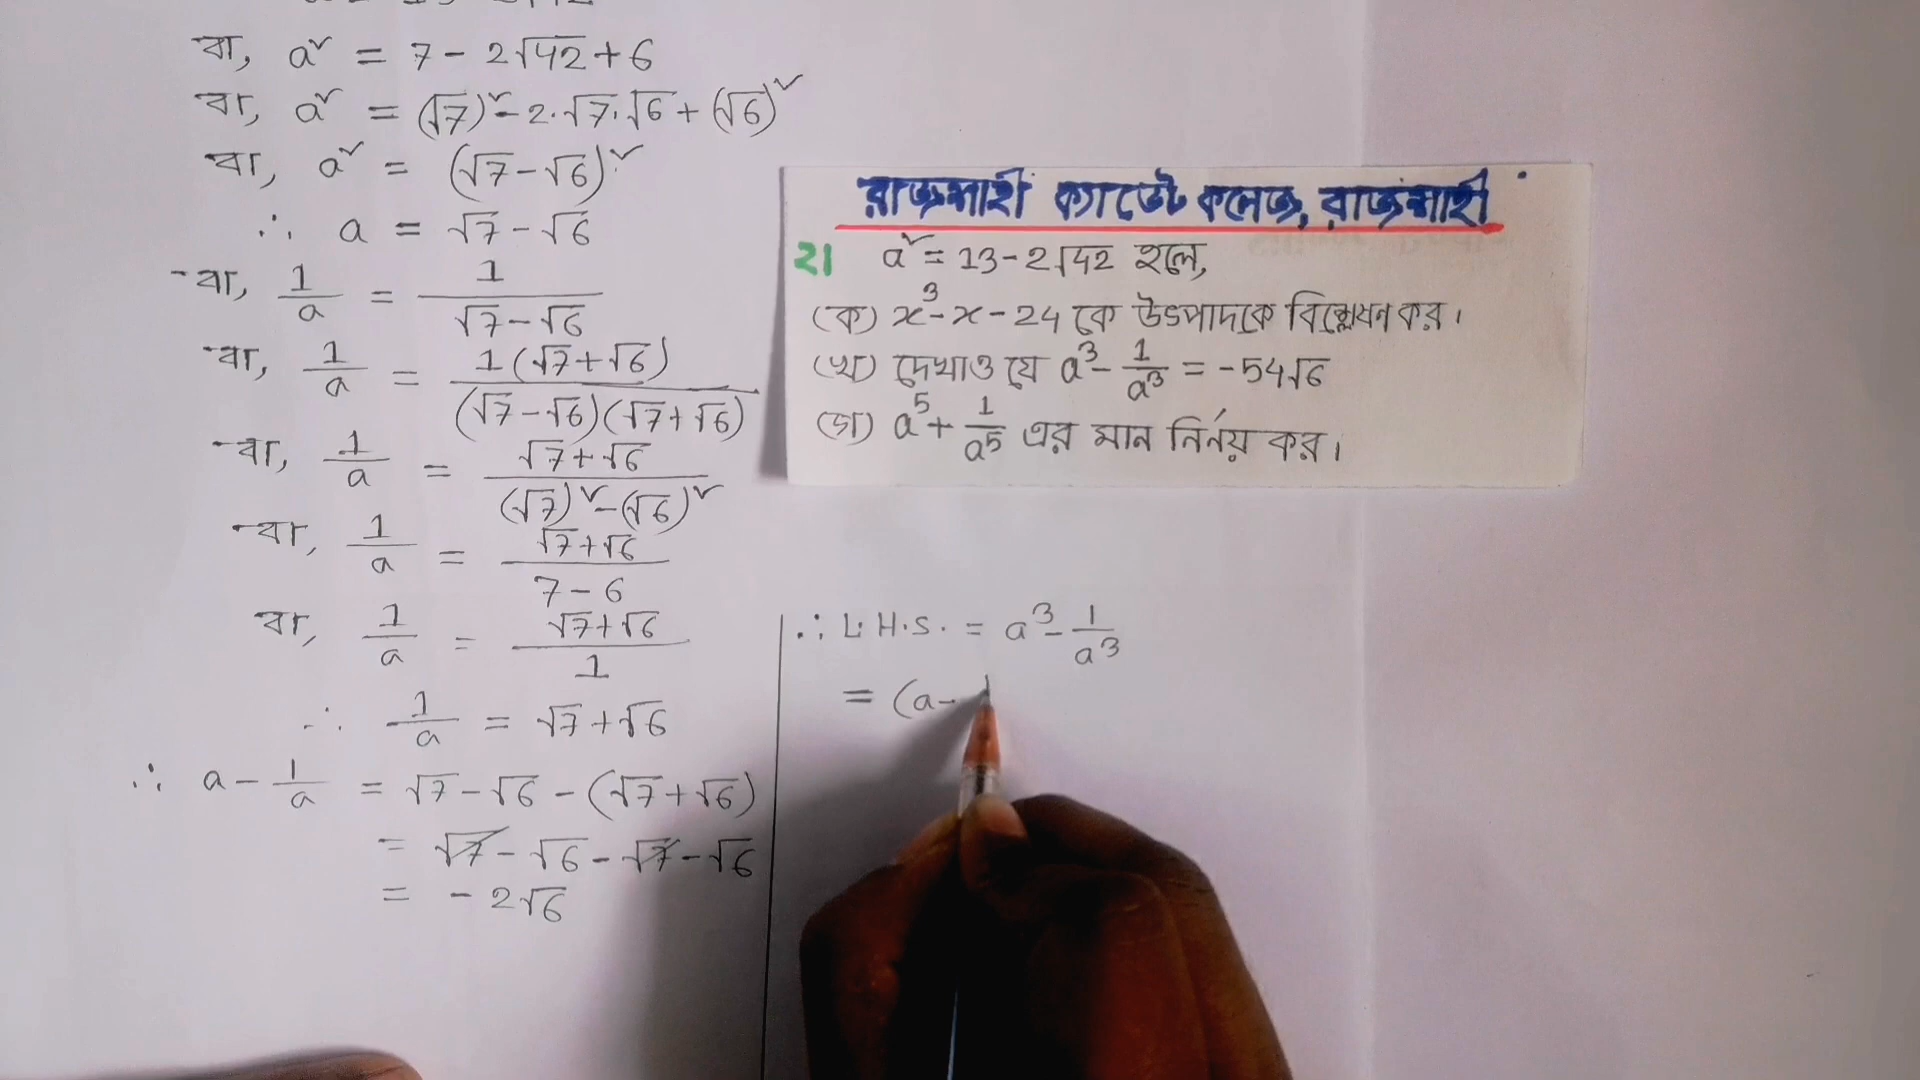 বা, a² = 7 - 2√42 + 6
বা, a² = (√7)² - 2·√7·√6 + (√6)²
বা, a² = (√7 - √6)²
∴ a = √7 - √6
বা, 1/a = 1/(√7 - √6)
বা, 1/a = 1(√7 + √6)/((√7 - √6)(√7 + √6))
বা, 1/a = (√7 + √6)/((√7)² - (√6)²)
বা, 1/a = (√7 + √6)/(7 - 6)
বা, 1/a = (√7 + √6)/1
∴ 1/a = √7 + √6
∴ a - 1/a = √7 - √6 - (√7 + √6)
= √7 - √6 - √7 - √6
= - 2√6
রাজশাহী ক্যাডেট কলেজ, রাজশাহী
২। a² = 13 - 2√42 হলে,
(ক) x³ - x - 24 কে উৎপাদকে বিশ্লেষন কর।
(খ) দেখাও যে a³ - 1/a³ = -54√6
(গ) a⁵ + 1/a⁵ এর মান নির্নয় কর।
∴ L.H.S. = a³ - 1/a³
= (a -